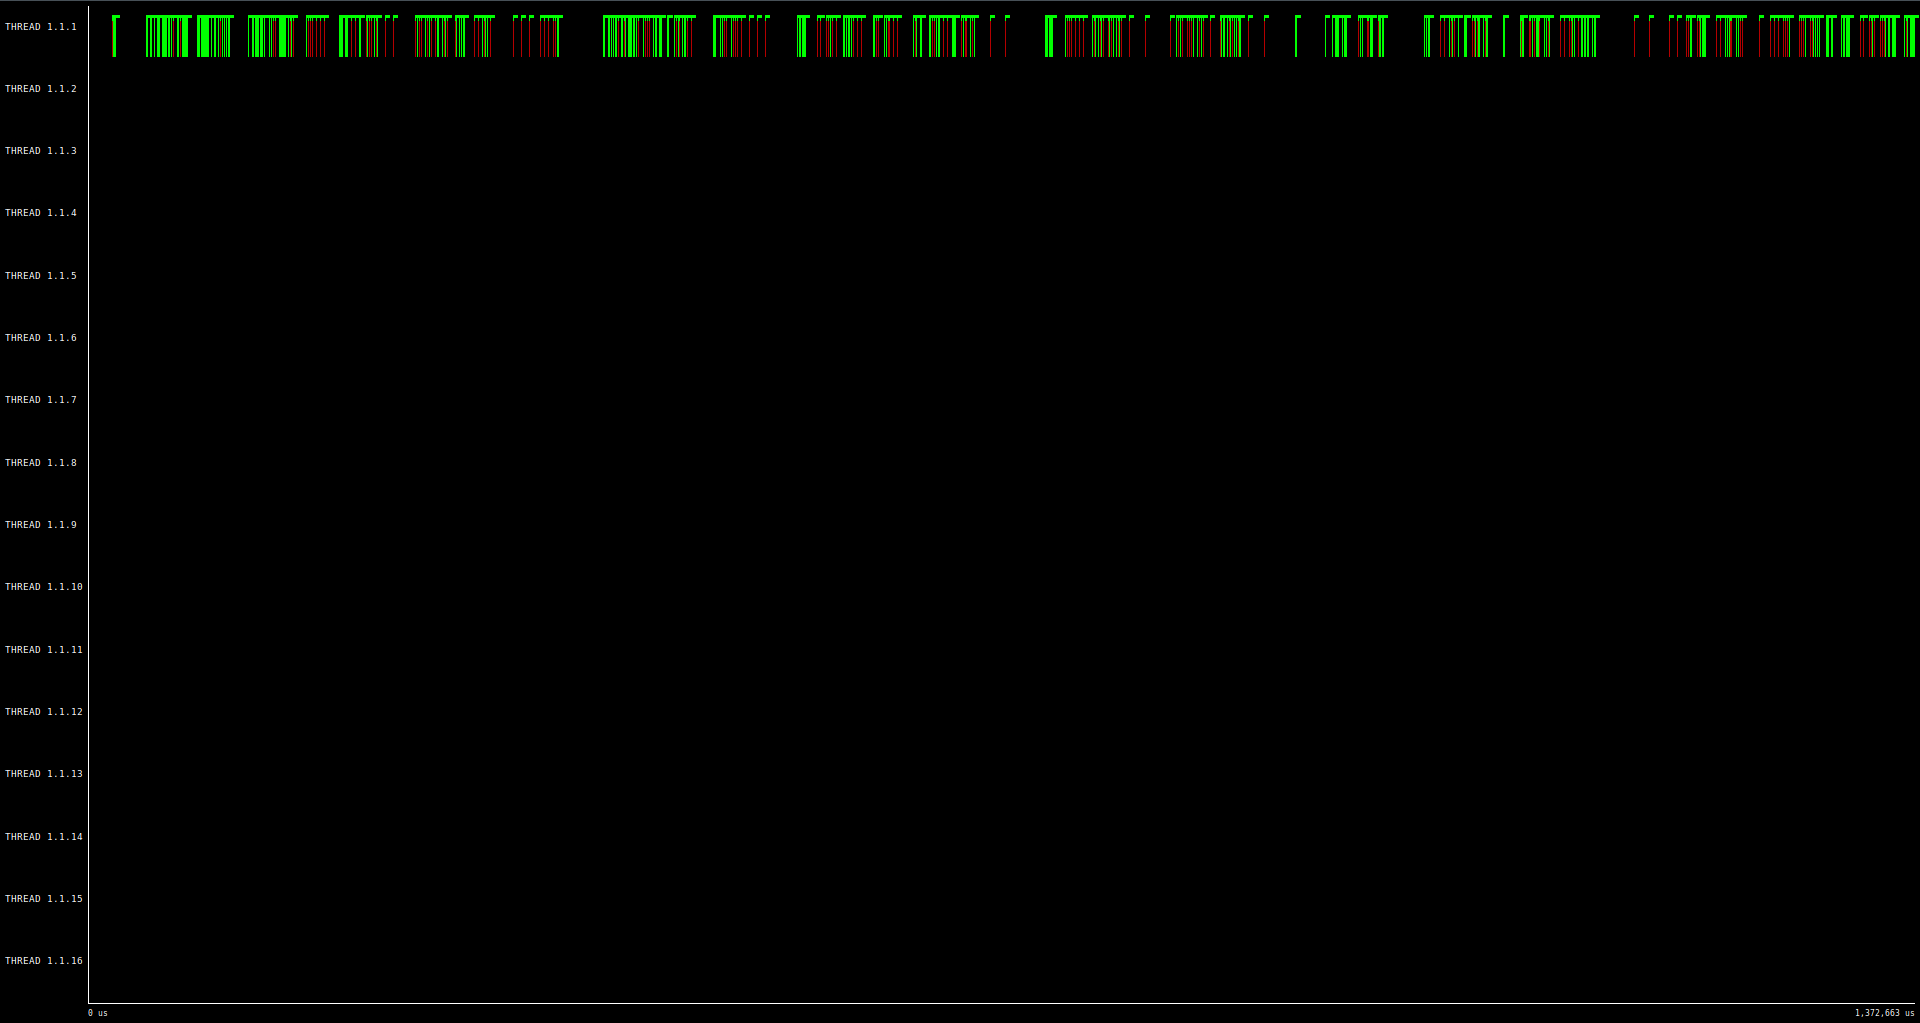 THREAD 1.1.1
THREAD 1.1.2
THREAD 1.1.3
THREAD 1.1.4
THREAD 1.1.5
THREAD 1.1.6
THREAD 1.1.7
THREAD 1.1.8
THREAD 1.1.9
THREAD 1.1.10
THREAD 1.1.11
THREAD 1.1.12
THREAD 1.1.13
THREAD 1.1.14
THREAD 1.1.15
THREAD 1.1.16
0 us
1,372,663 us